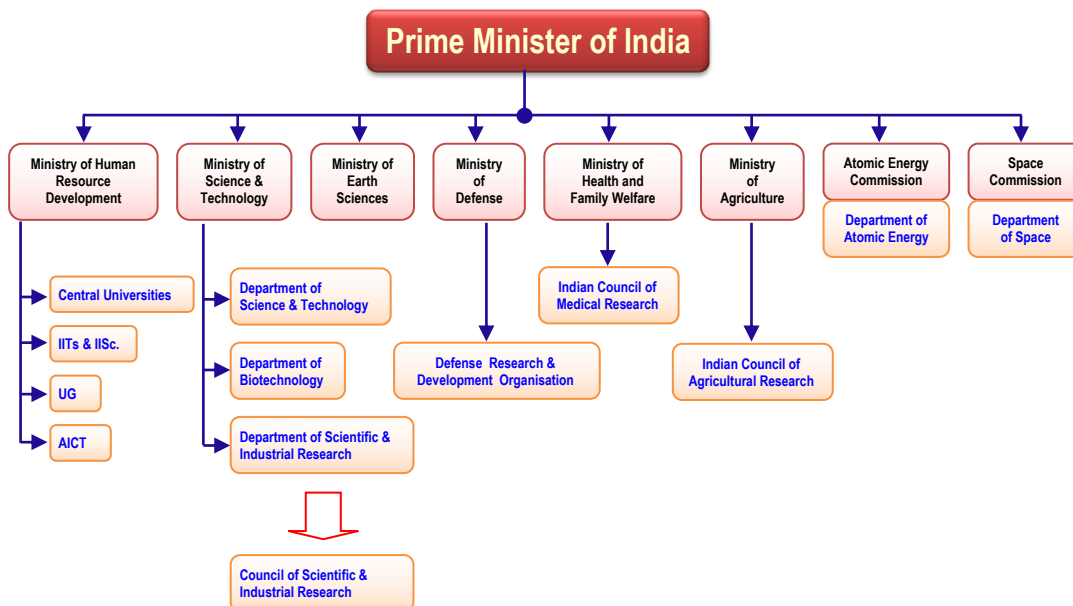 Prime Minister of India
Ministry of Human
Resource
Development
Ministry of
Science &
Technology
Ministry of
Earth
Sciences
Ministry
of
Defense
Ministry of
Health and
Family Welfare
Ministry
of
Agriculture
Atomic Energy
Commission
Space
Commission
Department of
Atomic Energy
Department
of Space
Central Universities
IITs & IISc.
UG
AICT
Department of
Science & Technology
Department of
Biotechnology
Department of Scientific &
Industrial Research
Council of Scientific &
Industrial Research
Defense Research &
Development Organisation
Indian Council of
Medical Research
Indian Council of
Agricultural Research